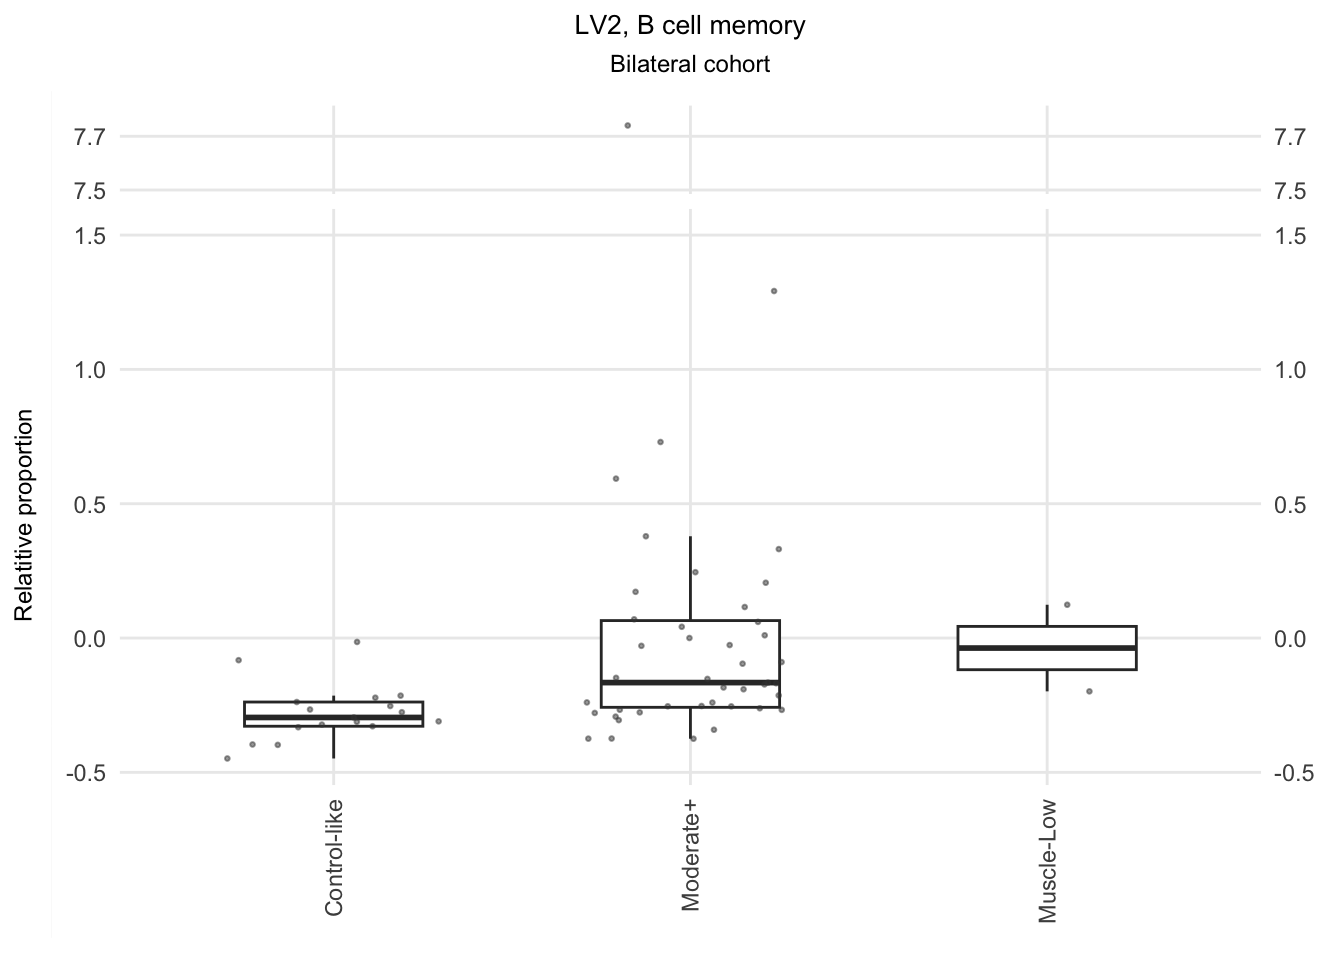 LV2, B cell memory
Bilateral cohort
7.7
7.5
1.5
1.0
0.5
0.0
-0.5
Relatitive proportion
7.7
7.5
1.5
1.0
0.5
0.0
-0.5
Control-like
Moderate+
Muscle-Low